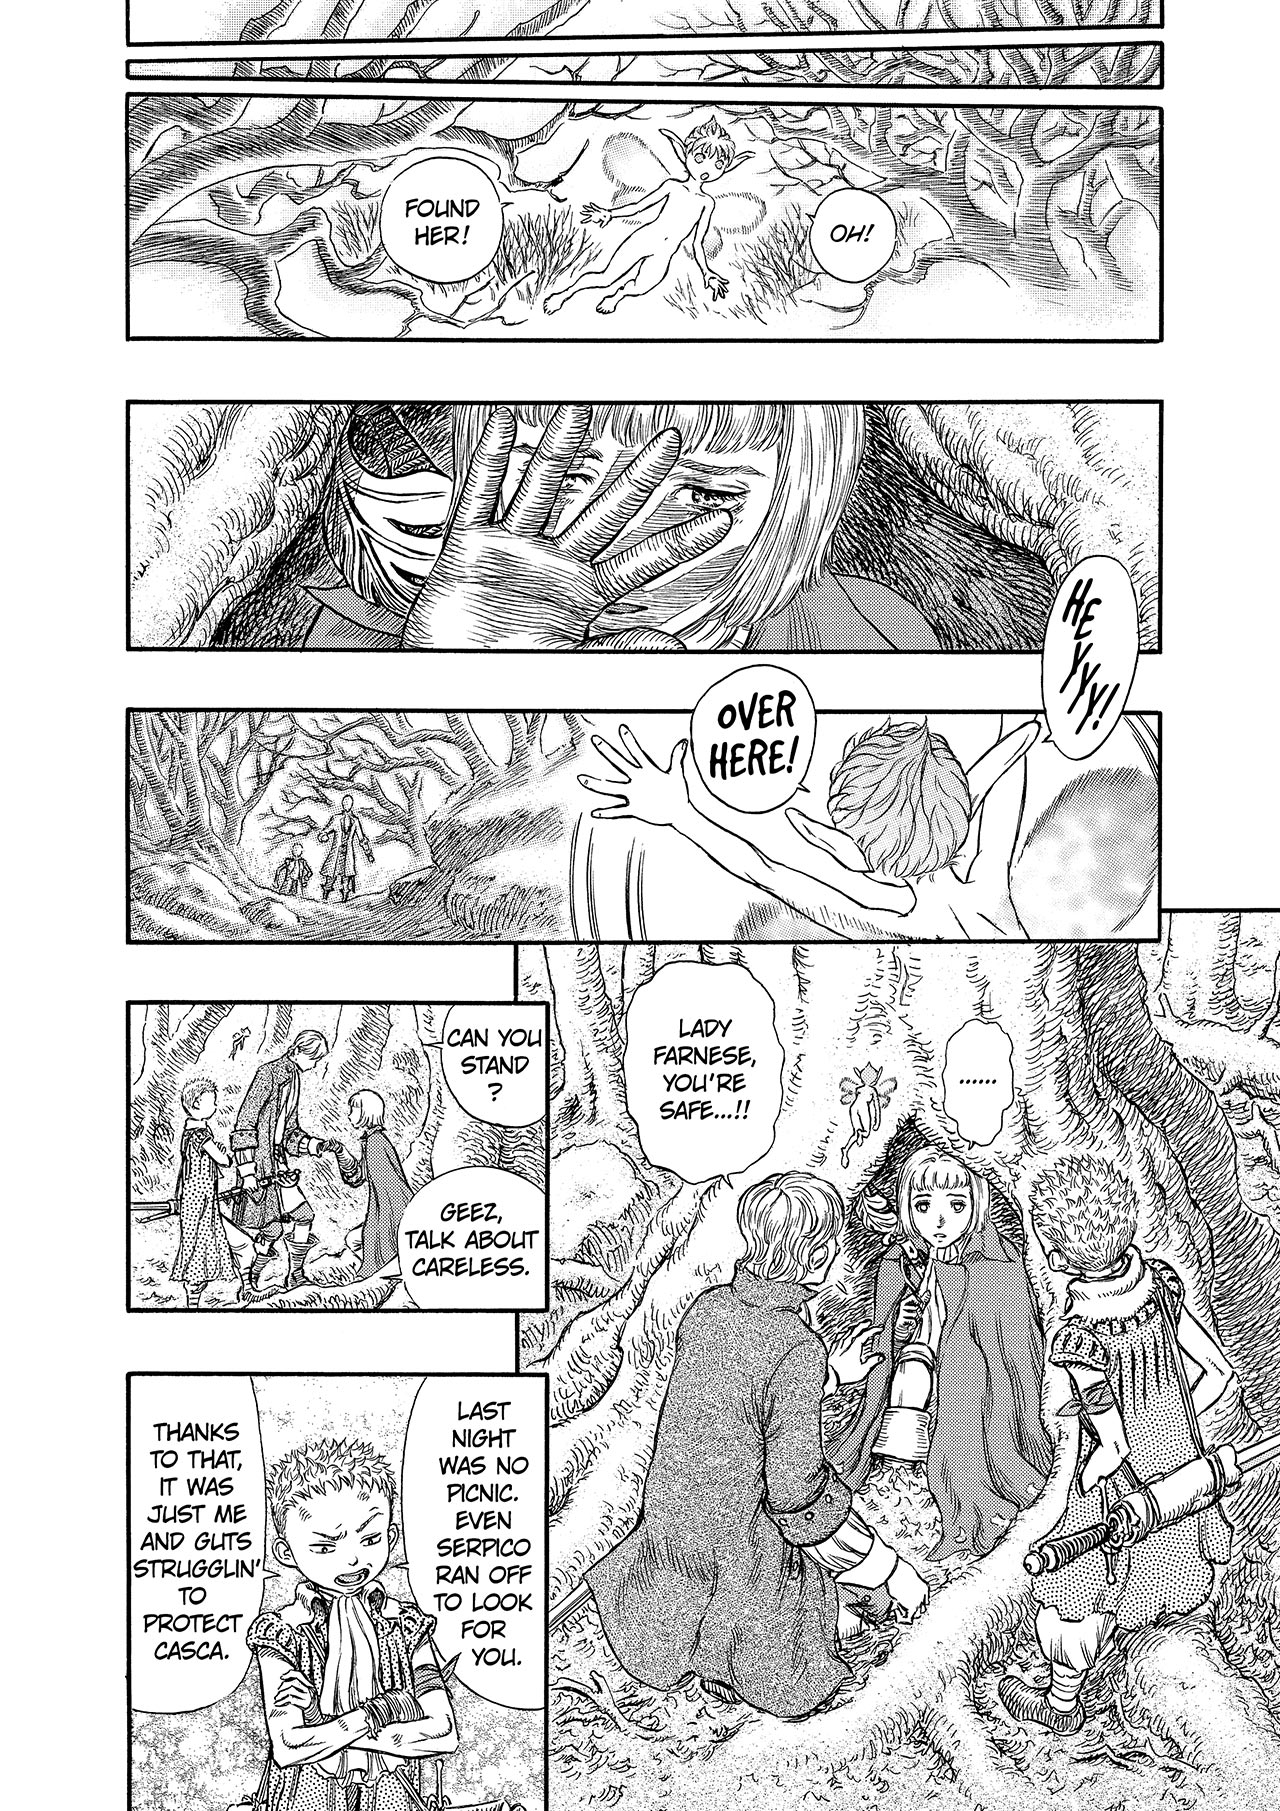 OH!
FOUND
HER!
HEYYY!
OVER
HERE!
......
LADY
FARNESE,
YOU'RE
SAFE...!!
CAN YOU
STAND
?
GEEZ,
TALK ABOUT
CARELESS.
LAST
NIGHT
WAS NO
PICNIC.
EVEN
SERPICO
RAN OFF
TO LOOK
FOR
YOU.
THANKS
TO THAT,
IT WAS
JUST ME
AND GUTS
STRUGGLIN'
TO
PROTECT
CASCA.